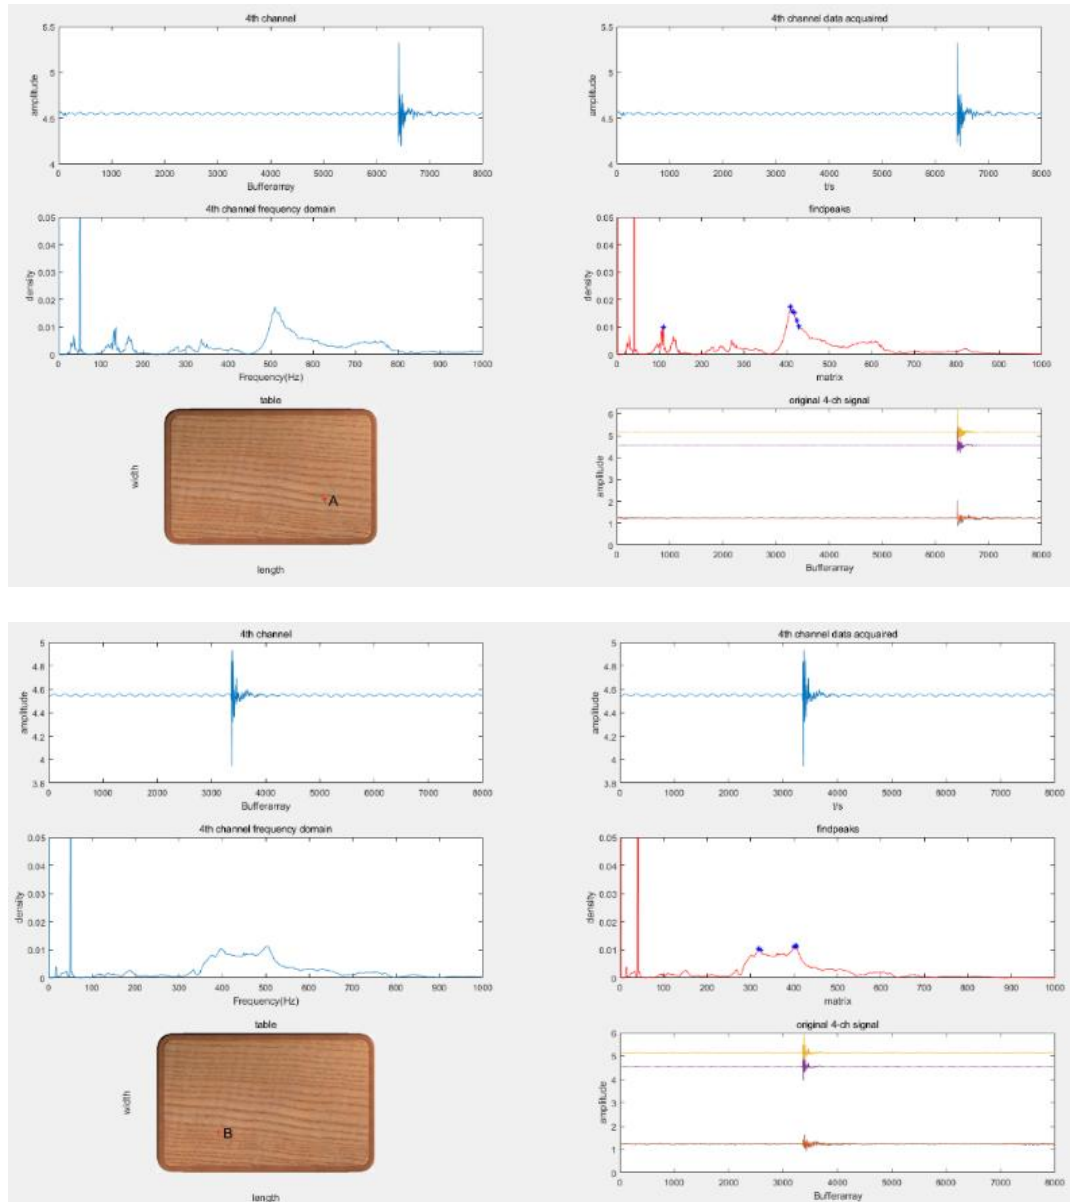 4th channel
5.5
5
4.5
4
amplitude
0 1000 2000 3000 4000 5000 6000 7000 8000
Bufferarray
4th channel data acquaired
5.5
5
4.5
4
amplitude
0 1000 2000 3000 4000 5000 6000 7000 8000
t/s
4th channel frequency domain
0.05
0.04
0.03
0.02
0.01
0
density
0 100 200 300 400 500 600 700 800 900 1000
Frequency(Hz)
findpeaks
0.05
0.04
0.03
0.02
0.01
0
density
0 100 200 300 400 500 600 700 800 900 1000
matrix
table
width
A
length
original 4-ch signal
6
5
4
3
2
1
0
amplitude
0 1000 2000 3000 4000 5000 6000 7000 8000
Bufferarray
4th channel
5
4.8
4.6
4.4
4.2
4
3.8
amplitude
0 1000 2000 3000 4000 5000 6000 7000 8000
Bufferarray
4th channel data acquaired
5
4.8
4.6
4.4
4.2
4
3.8
amplitude
0 1000 2000 3000 4000 5000 6000 7000 8000
t/s
4th channel frequency domain
0.05
0.04
0.03
0.02
0.01
0
density
0 100 200 300 400 500 600 700 800 900 1000
Frequency(Hz)
findpeaks
0.05
0.04
0.03
0.02
0.01
0
density
0 100 200 300 400 500 600 700 800 900 1000
matrix
table
width
B
length
original 4-ch signal
6
5
4
3
2
1
0
amplitude
0 1000 2000 3000 4000 5000 6000 7000 8000
Bufferarray